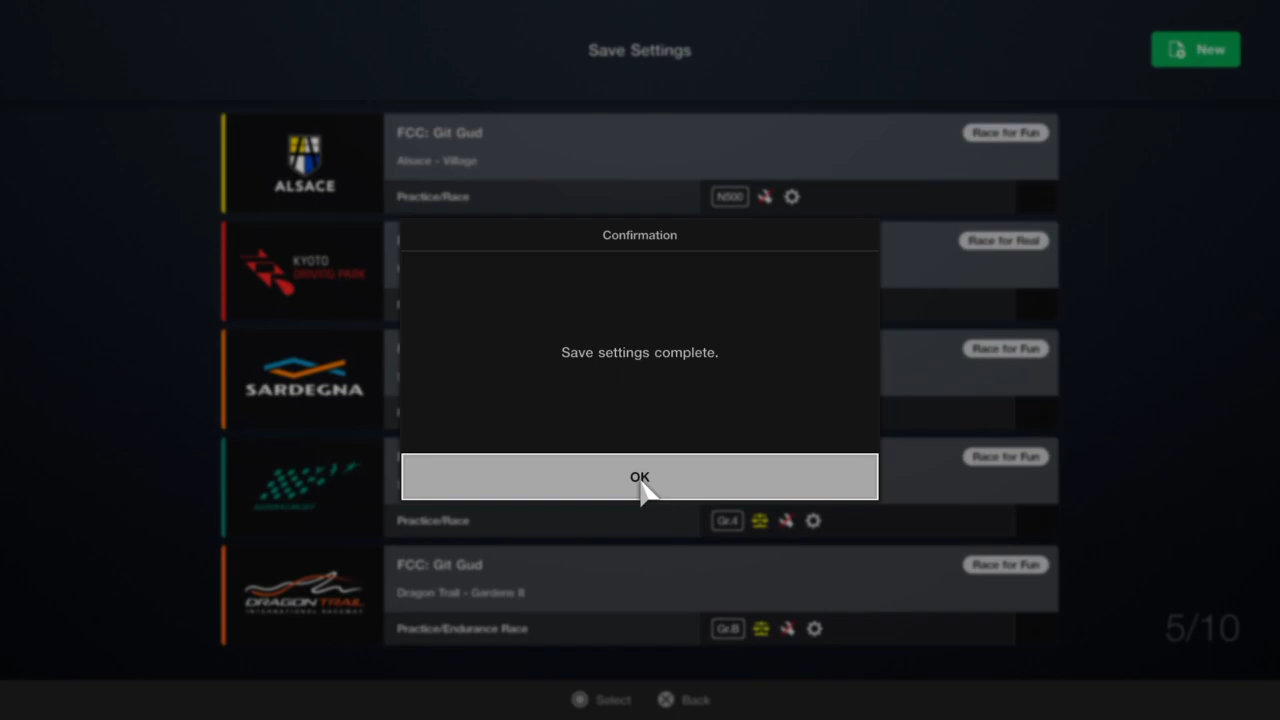 Save Settings
New
ALSACE
FCC: Git Gud
Race for Fun
Alsace - Village
Practice/Race
N500
Confirmation
KYOTO
DRIVING PARK
Race for Real
Save settings complete.
SARDEGNA
Race for Fun
OK
Race for Fun
Practice/Race
Gr.4
DRAGON TRAIL
INTERNATIONAL RACEWAY
FCC: Git Gud
Race for Fun
Dragon Trail - Gardens II
Practice/Endurance Race
Gr.B
5/10
Select
Back